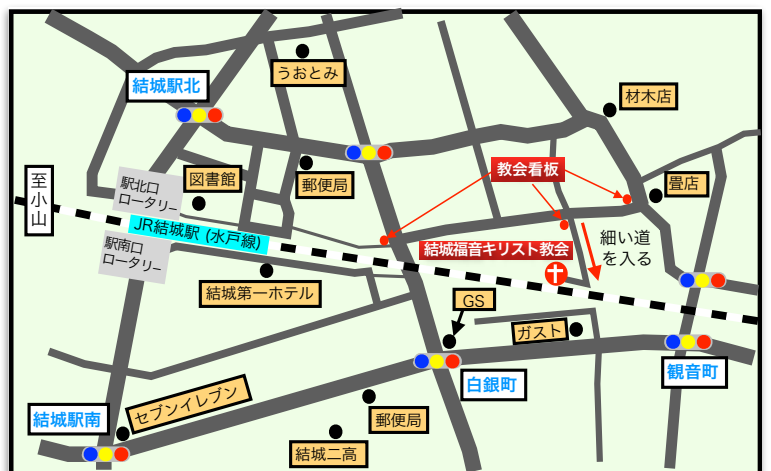 うおとみ
結城駅北
材木店
教会看板
図書館
郵便局
畳店
至小山
駅北口
ロータリー
JR結城駅 (水戸線)
駅南口
ロータリー
細い道
を入る
結城福音キリスト教会
結城第一ホテル
GS
ガスト
白銀町
観音町
セブンイレブン
結城駅南
郵便局
結城二高